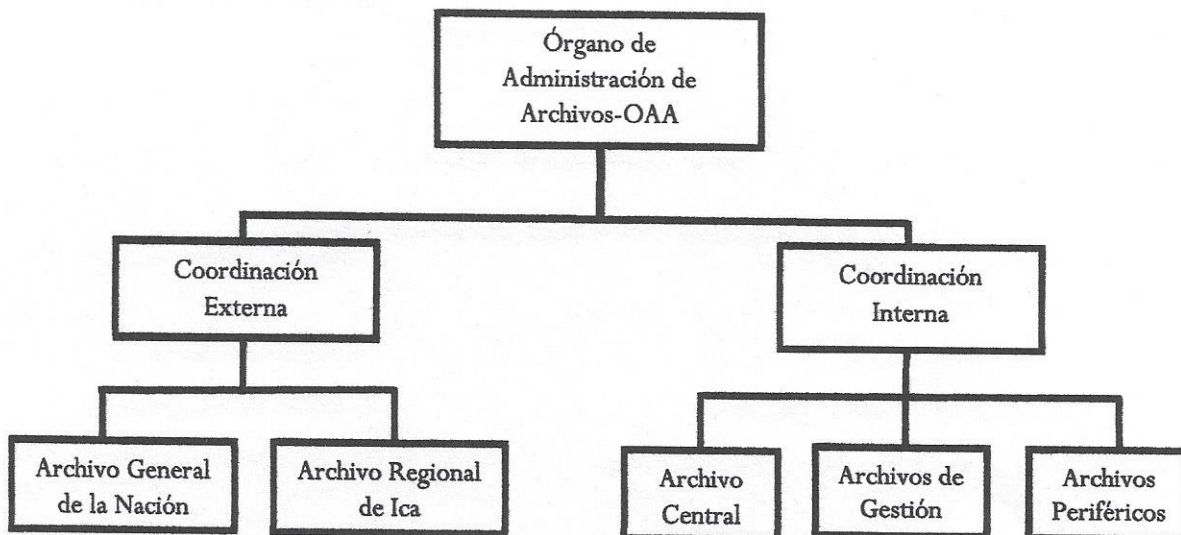 Órgano de
Administración de
Archivos-OAA
Coordinación
Externa
Coordinación
Interna
Archivo General
de la Nación
Archivo Regional
de Ica
Archivo
Central
Archivos de
Gestión
Archivos
Periféricos